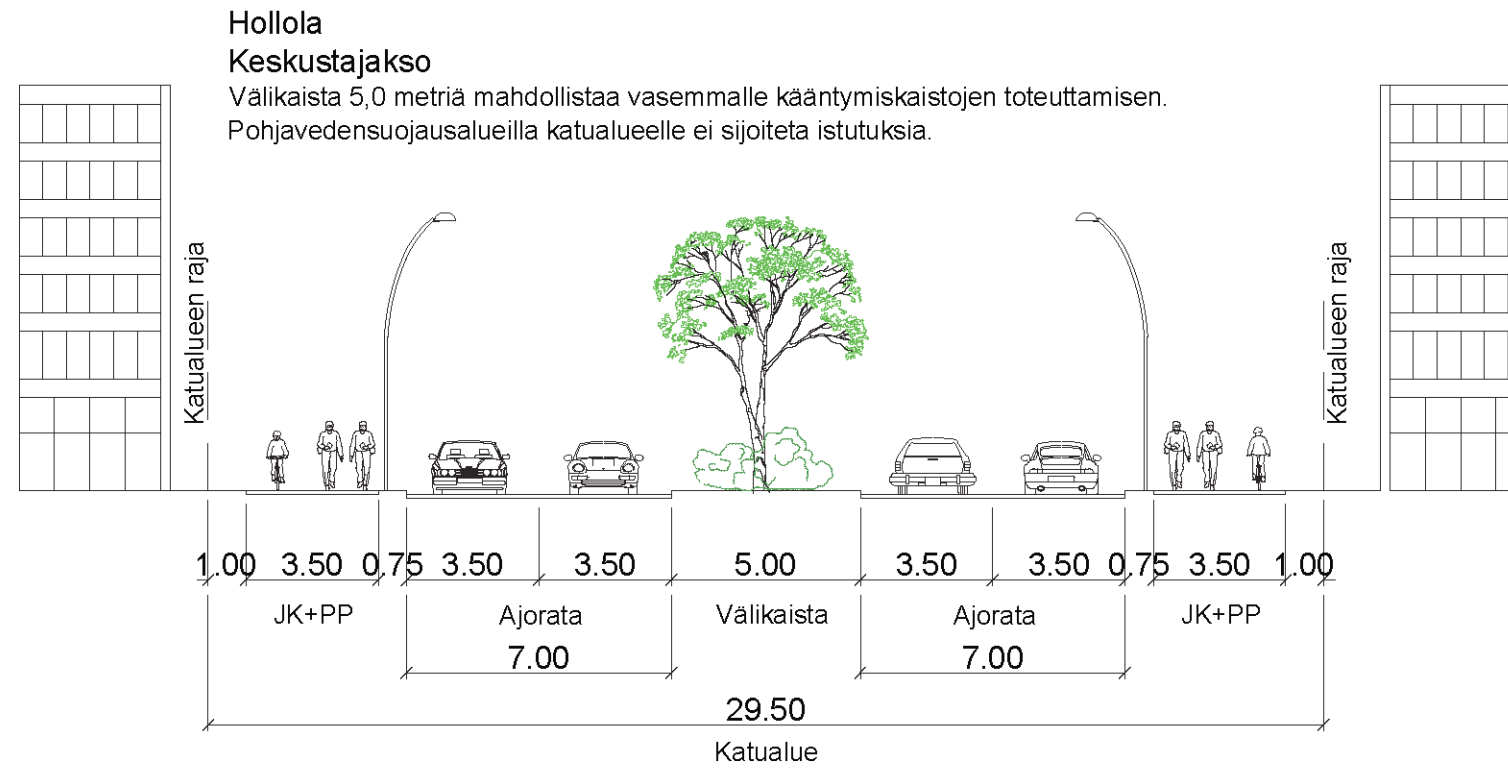 Hollola
Keskustajakso
Välikaista 5,0 metriä mahdollistaa vasemmalle kääntymiskaistojen toteuttamisen.
Pohjavedensuojausalueilla katualueelle ei sijoiteta istutuksia.
Katualueen raja
Katualueen raja
1.00 3.50 0.75 3.50 3.50 5.00 3.50 3.50 0.75 3.50 1.00
JK+PP Ajorata Välikaista Ajorata JK+PP
7.00 7.00
29.50
Katualue